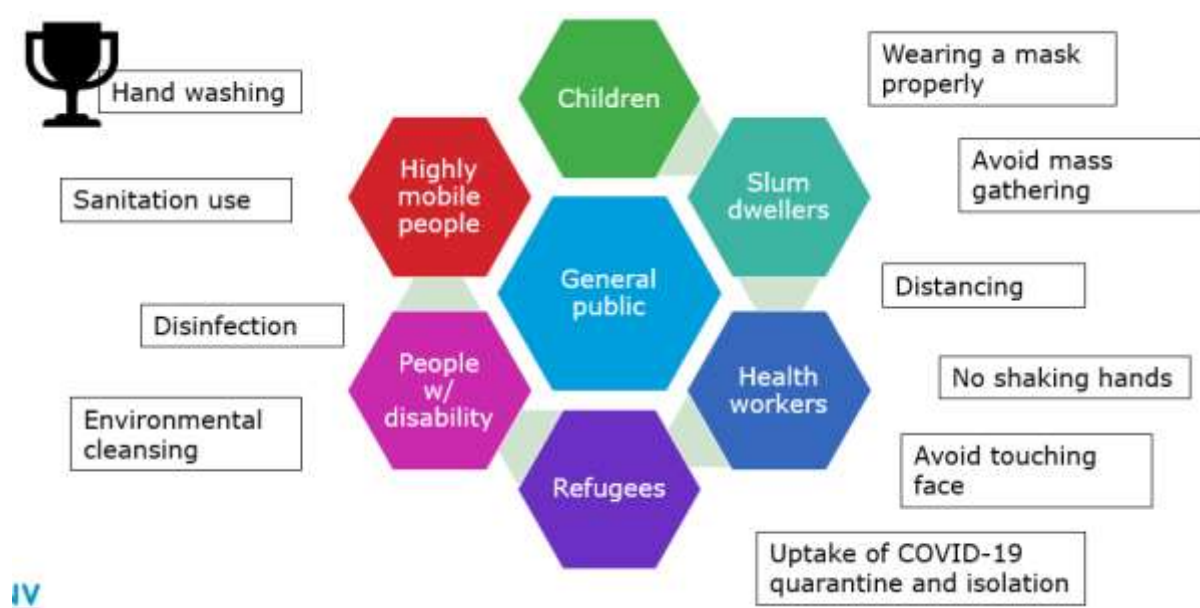 Hand washing
Sanitation use
Disinfection
Environmental
cleansing
Children
Highly
mobile
people
Slum
dwellers
General
public
People
w/
disability
Health
workers
Refugees
Wearing a mask
properly
Avoid mass
gathering
Distancing
No shaking hands
Avoid touching
face
Uptake of COVID-19
quarantine and isolation